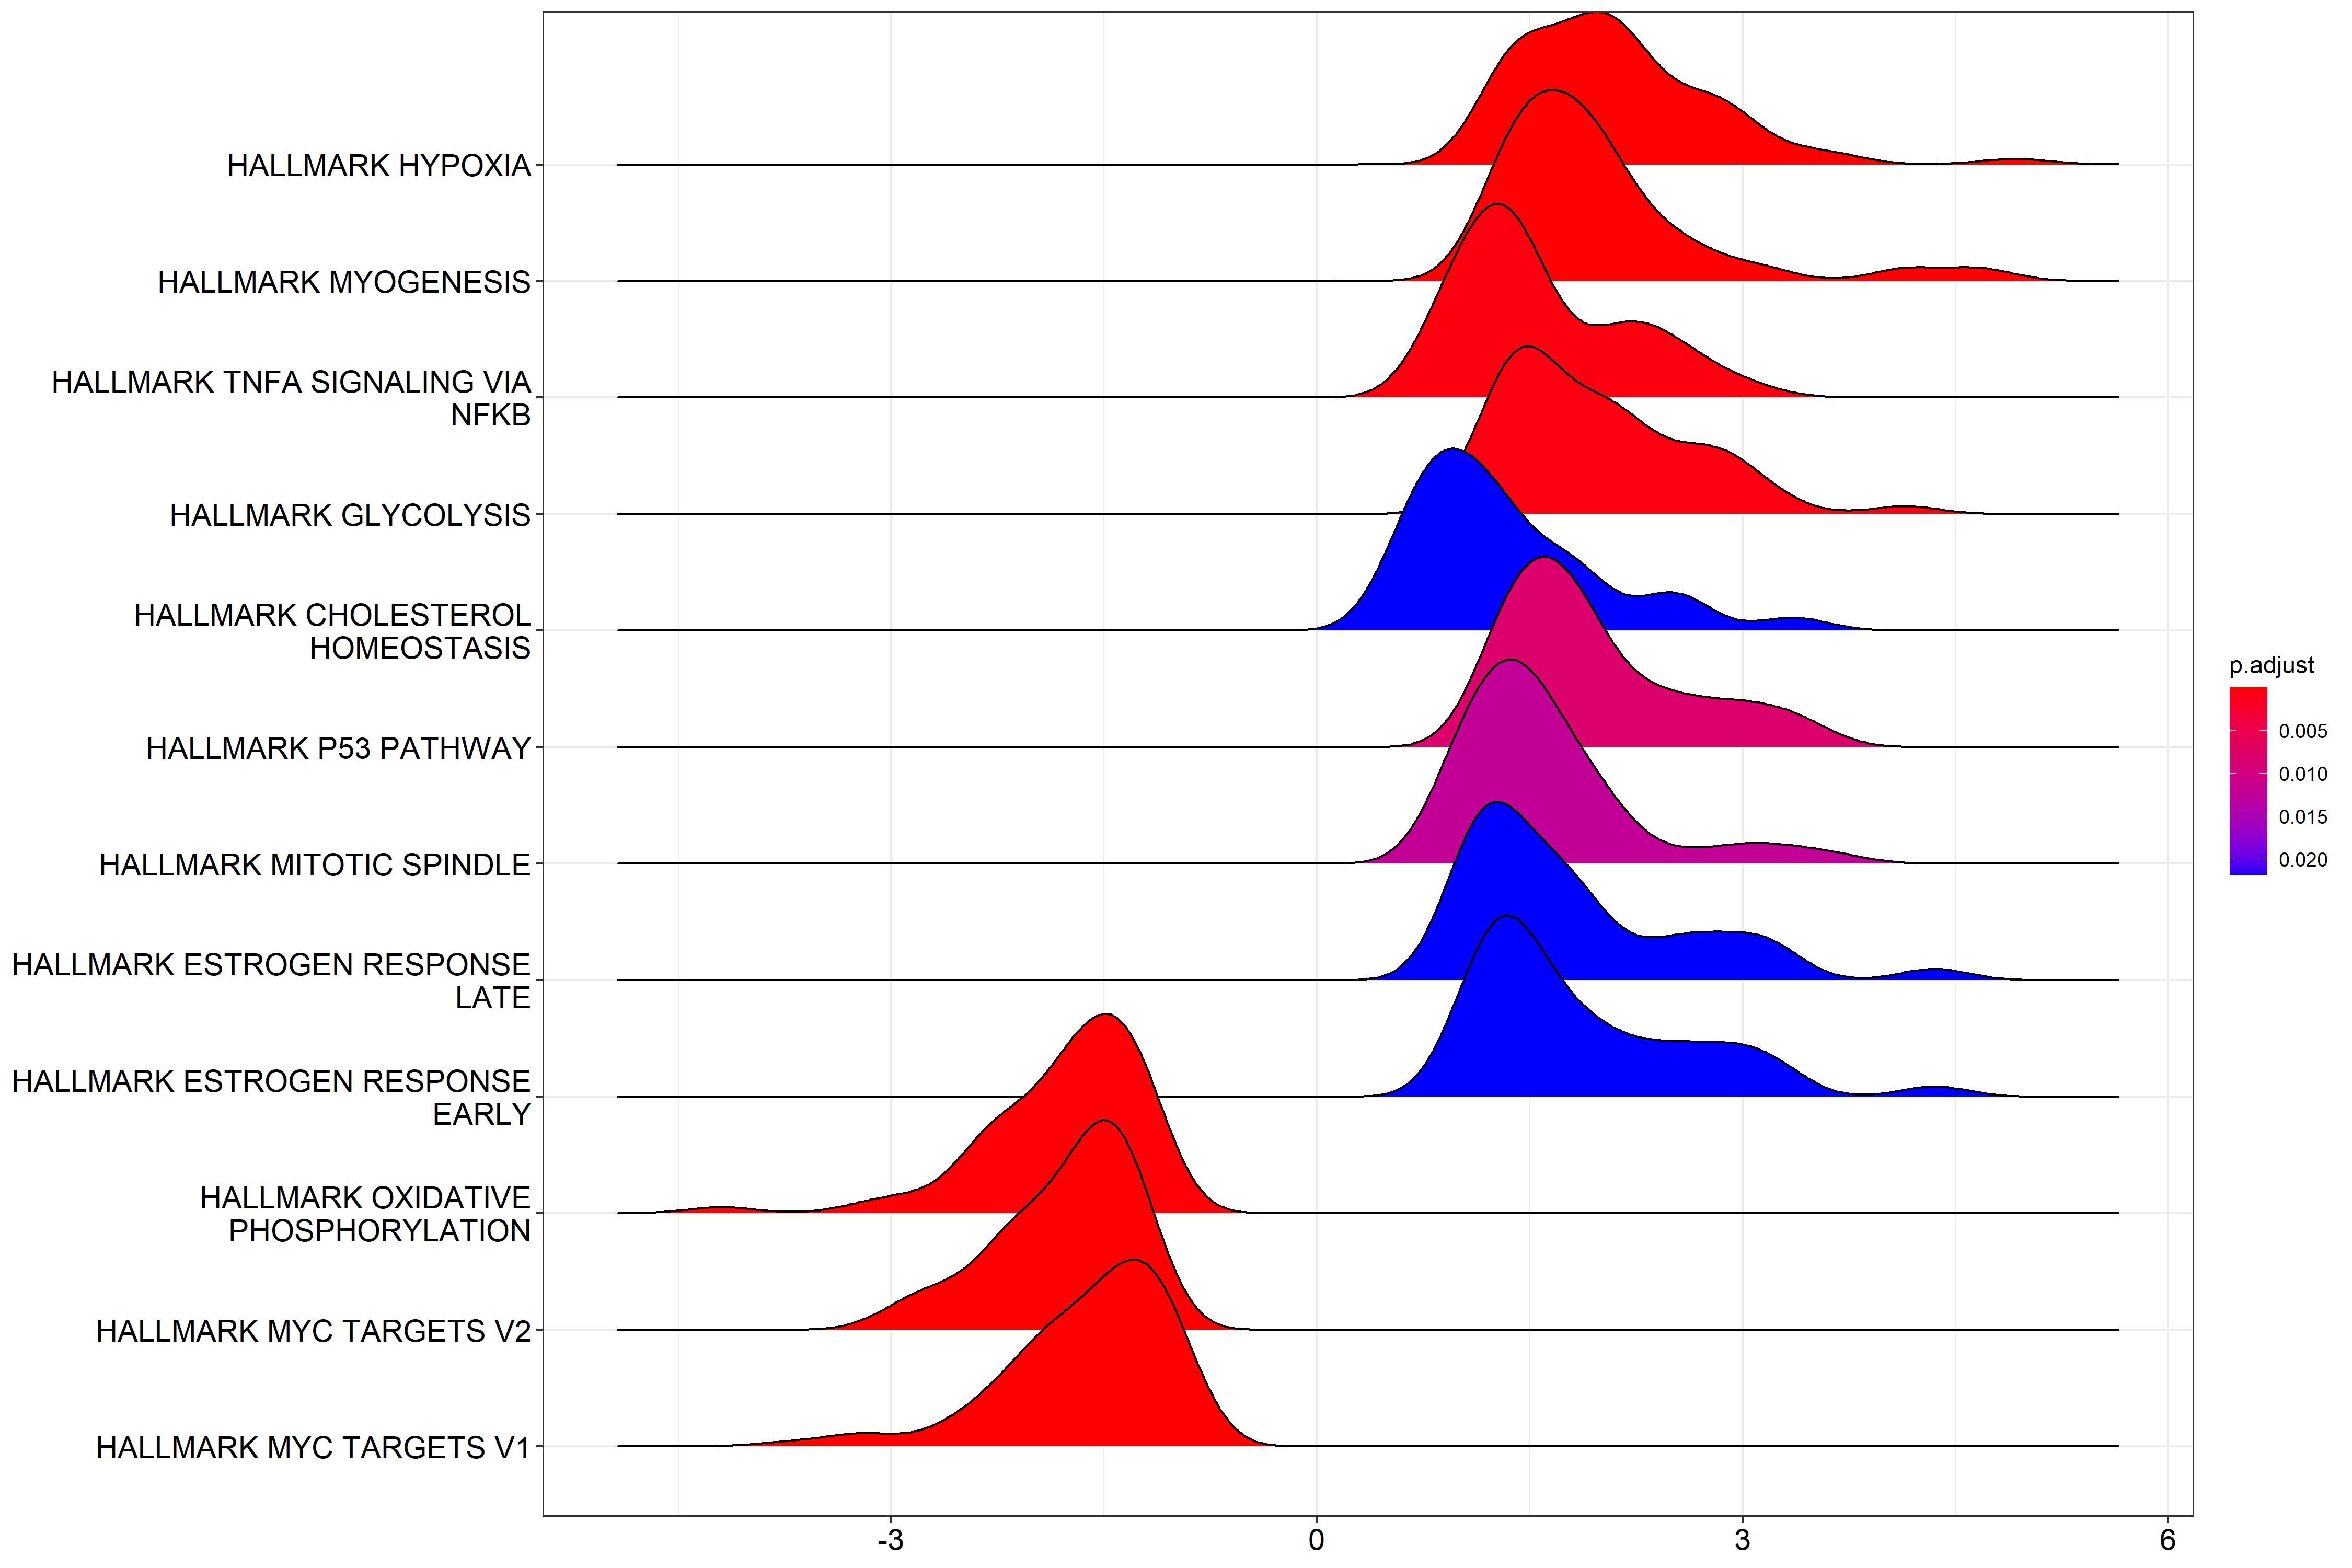 HALLMARK HYPOXIA
HALLMARK MYOGENESIS
HALLMARK TNFA SIGNALING VIA
NFKB
HALLMARK GLYCOLYSIS
HALLMARK CHOLESTEROL
HOMEOSTASIS
HALLMARK P53 PATHWAY
HALLMARK MITOTIC SPINDLE
HALLMARK ESTROGEN RESPONSE
LATE
HALLMARK ESTROGEN RESPONSE
EARLY
HALLMARK OXIDATIVE
PHOSPHORYLATION
HALLMARK MYC TARGETS V2
HALLMARK MYC TARGETS V1
-3 0 3 6
p.adjust
0.005
0.010
0.015
0.020